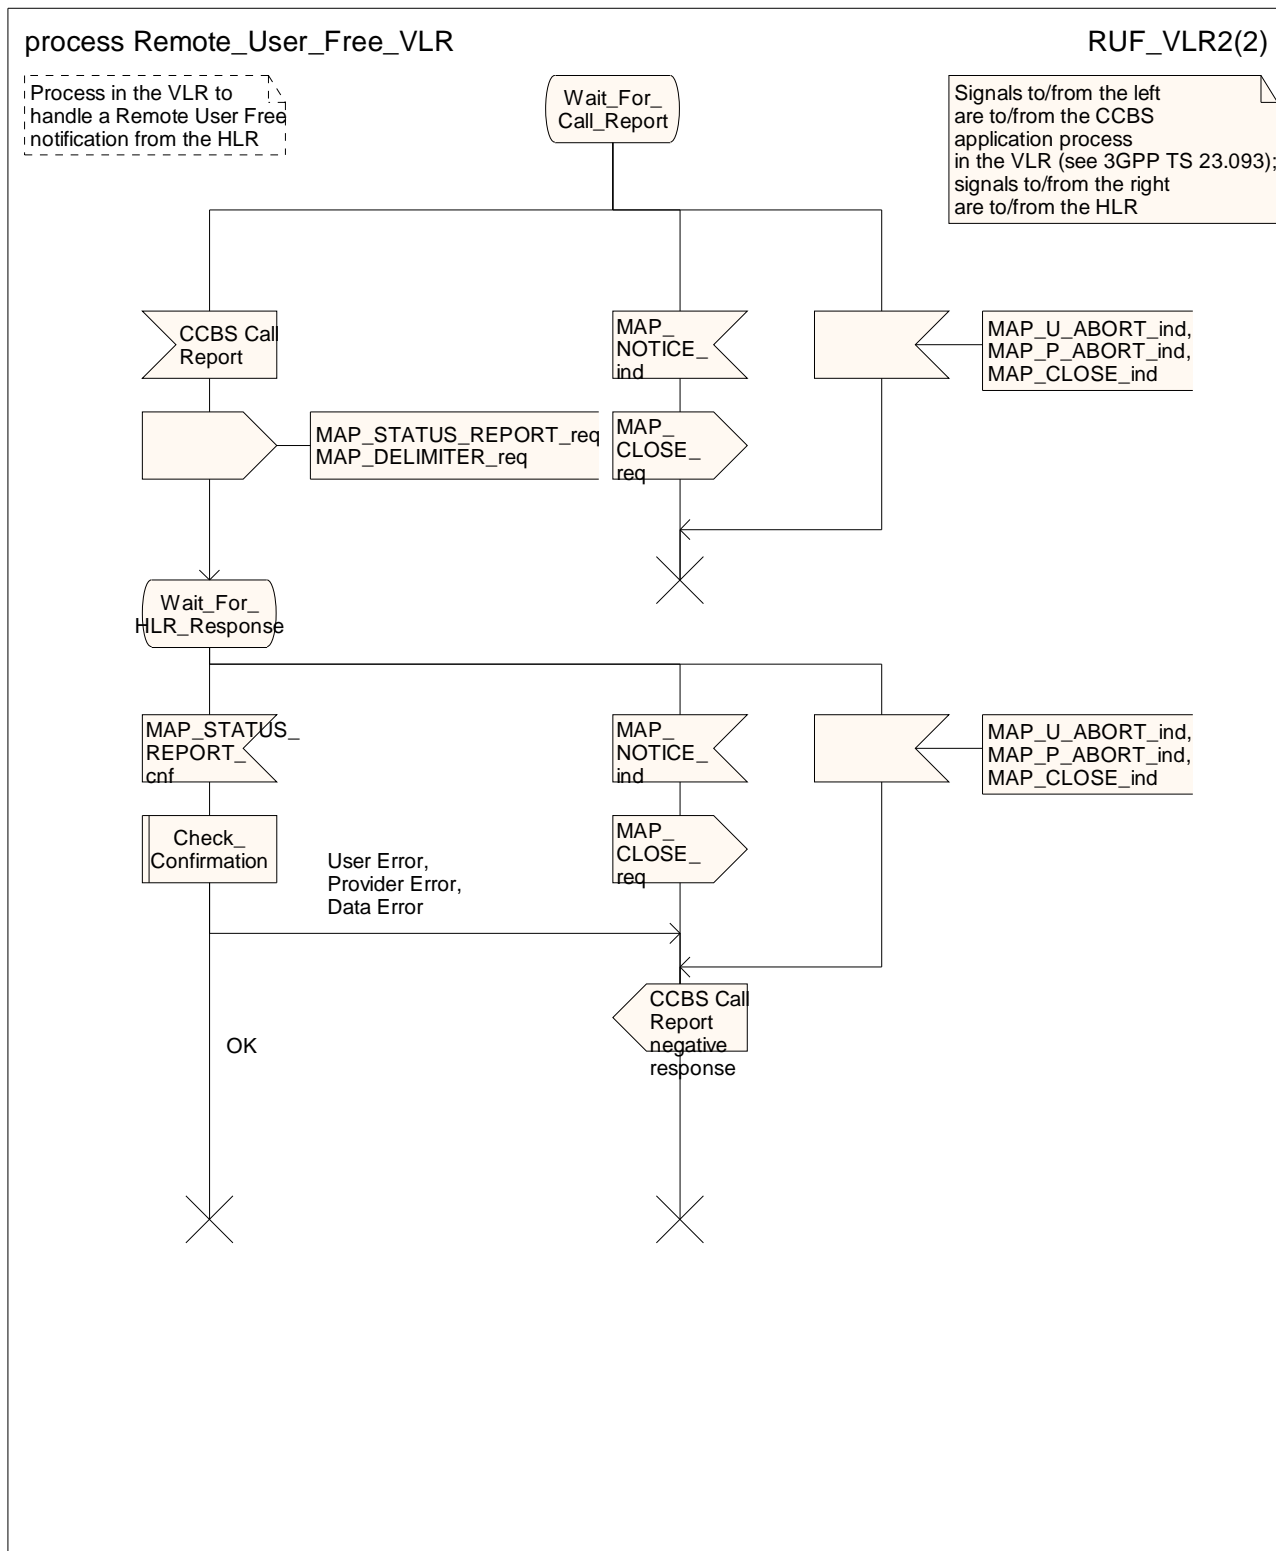 process Remote_User_Free_VLR
RUF_VLR2(2)
Process in the VLR to
handle a Remote User Free
notification from the HLR
Wait_For_
Call_Report
Signals to/from the left
are to/from the CCBS
application process
in the VLR (see 3GPP TS 23.093);
signals to/from the right
are to/from the HLR
CCBS Call
Report
MAP_
NOTICE_
ind
MAP_U_ABORT_ind,
MAP_P_ABORT_ind,
MAP_CLOSE_ind
MAP_STATUS_REPORT_req
MAP_DELIMITER_req
MAP_
CLOSE_
req
Wait_For_
HLR_Response
MAP_STATUS_
REPORT_
cnf
MAP_
NOTICE_
ind
MAP_U_ABORT_ind,
MAP_P_ABORT_ind,
MAP_CLOSE_ind
Check_
Confirmation
User Error,
Provider Error,
Data Error
MAP_
CLOSE_
req
CCBS Call
Report
negative
response
OK